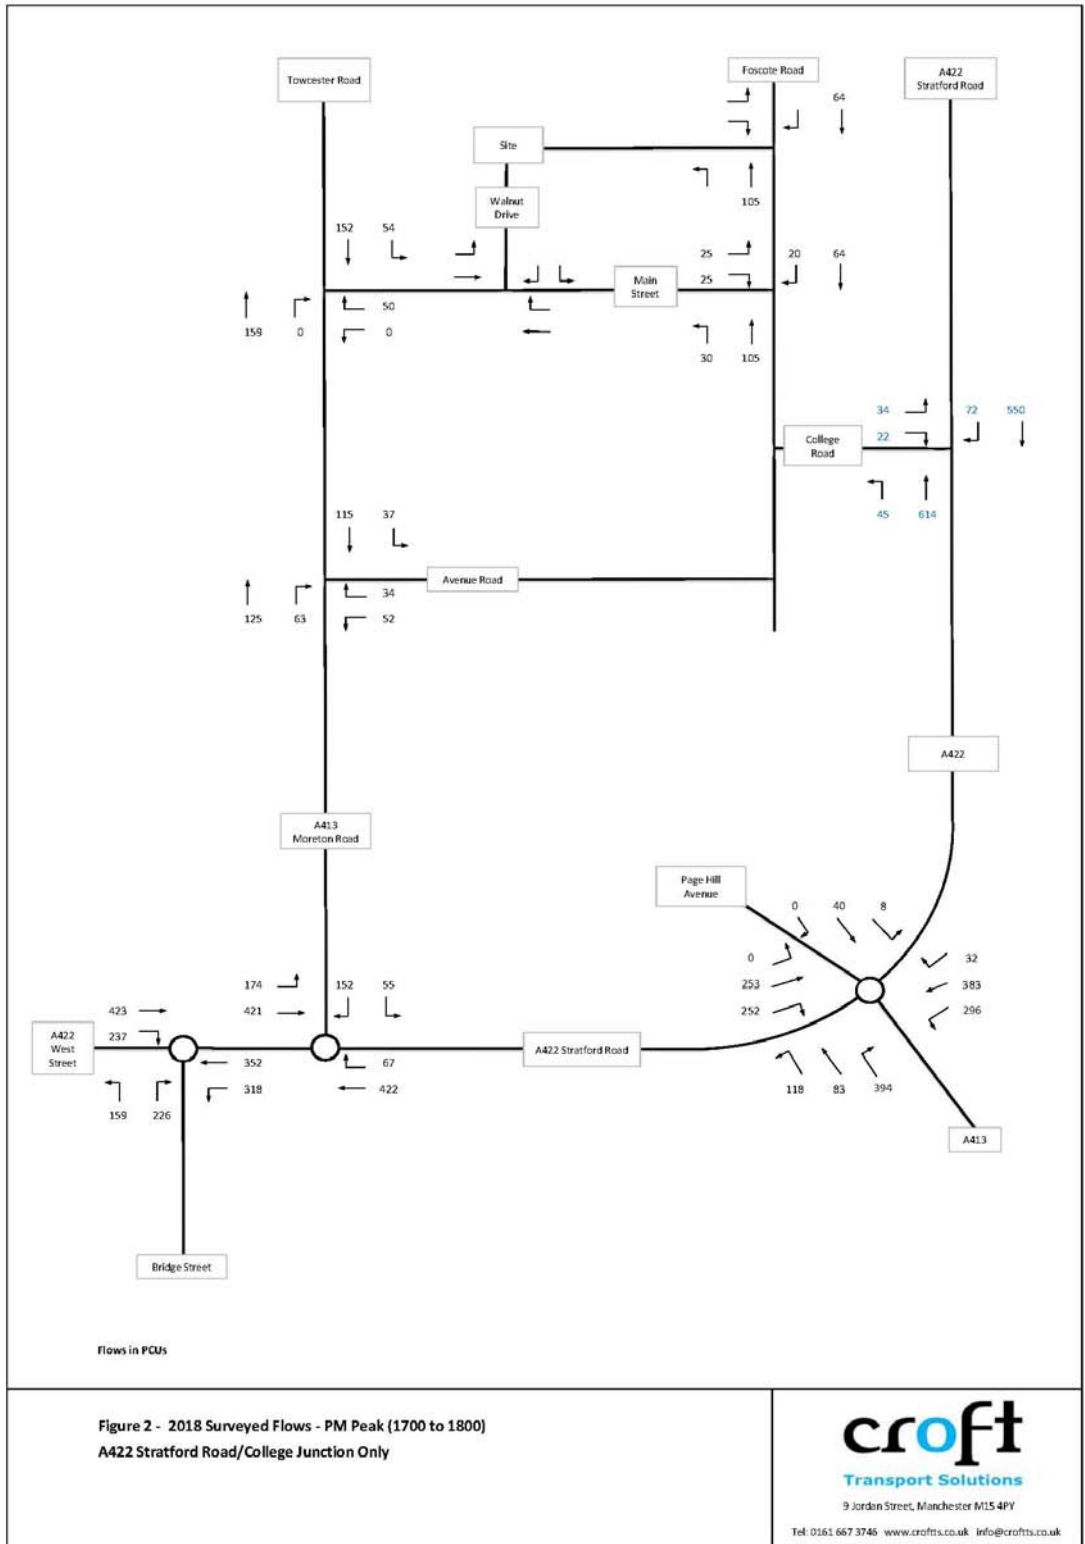 Towcester Road
Foscote Road
A422
Stratford Road
64
Site
Walnut
Drive
105
152 54
25 20 64
Main
Street
25
50
159 0 0
30 105
34 72 550
22
College
Road
45 614
115 37
Avenue Road
34
125 63 52
A422
A413
Moreton Road
Page Hill
Avenue
0 40 8
0 32
253 383
252 296
174 152 55
423 421
A422
West
Street
237
A422 Stratford Road
352 67
318 422
159 226
118 83 394
A413
Bridge Street
Flows in PCUs
Figure 2 - 2018 Surveyed Flows - PM Peak (1700 to 1800)
A422 Stratford Road/College Junction Only
croft
Transport Solutions
9 Jordan Street, Manchester M15 4PY
Tel: 0161 667 3746 www.croftts.co.uk info@croftts.co.uk